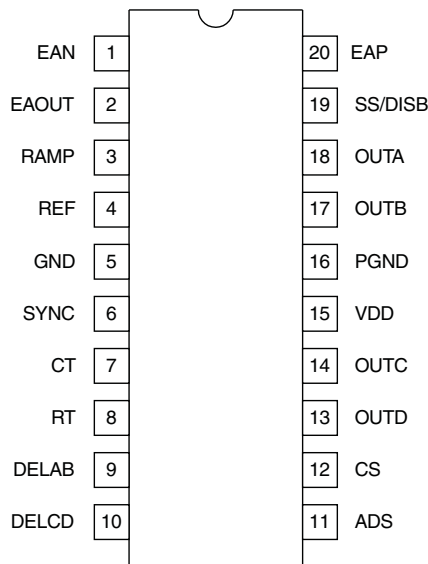 EAN 1 20 EAP
EAOUT 2 19 SS/DISB
RAMP 3 18 OUTA
REF 4 17 OUTB
GND 5 16 PGND
SYNC 6 15 VDD
CT 7 14 OUTC
RT 8 13 OUTD
DELAB 9 12 CS
DELCD 10 11 ADS